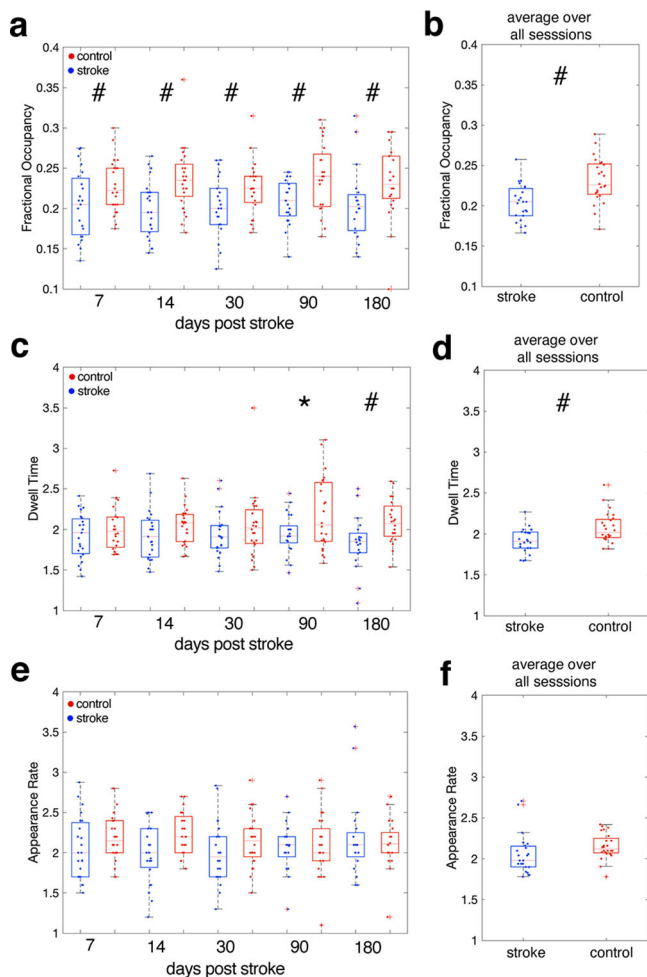 a
control
stroke
0.4
0.35
0.3
0.25
0.2
0.15
0.1
Fractional Occupancy
# # # # #
7 14 30 90 180
days post stroke
b
average over
all sesssions
0.4
0.35
0.3
0.25
0.2
0.15
0.1
Fractional Occupancy
#
stroke control
c
control
stroke
4
3.5
3
2.5
2
1.5
1
Dwell Time
* #
7 14 30 90 180
days post stroke
d
average over
all sesssions
4
3.5
3
2.5
2
1.5
1
Dwell Time
#
stroke control
e
control
stroke
4
3.5
3
2.5
2
1.5
1
Appearance Rate
7 14 30 90 180
days post stroke
f
average over
all sesssions
4
3.5
3
2.5
2
1.5
1
Appearance Rate
stroke control